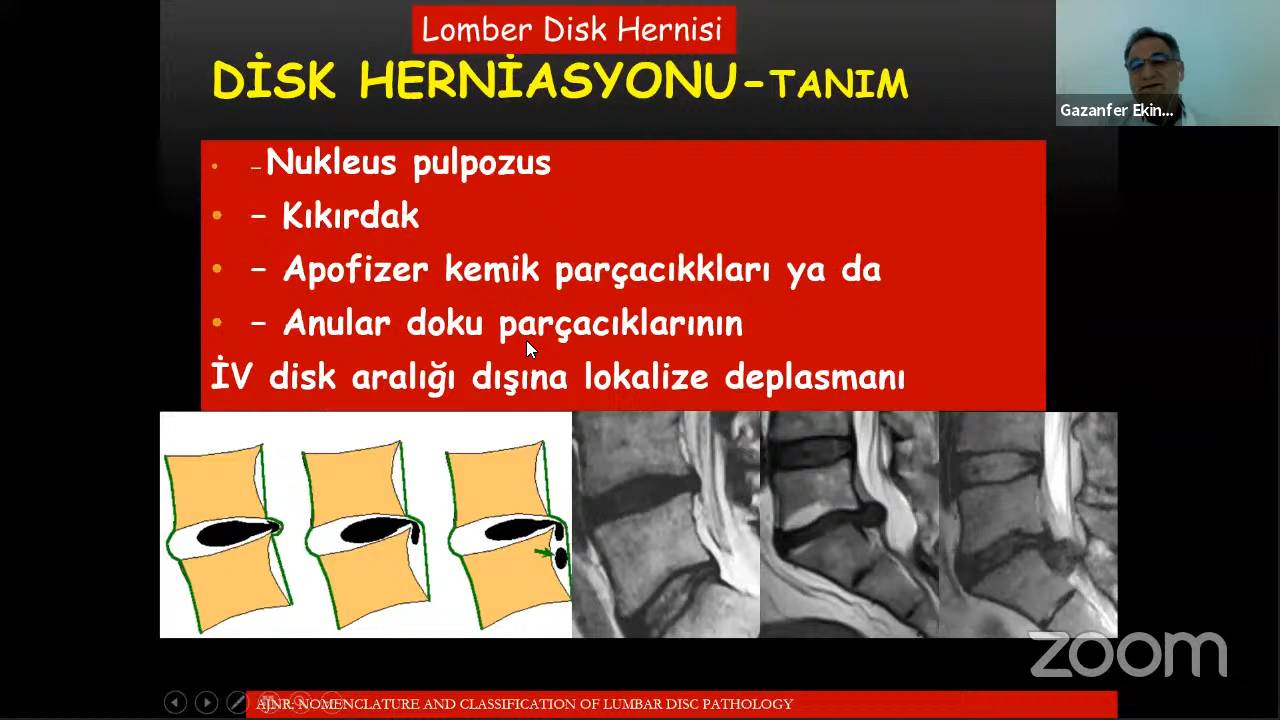 Lomber Disk Hernisi
DİSK HERNİASYONU-TANIM
Gazanfer Ekin...
– Nukleus pulpozus
– Kıkırdak
– Apofizer kemik parçacıkkları ya da
– Anular doku parçacıklarının
İV disk aralığı dışına lokalize deplasmanı
zoom
AJNR: NOMENCLATURE AND CLASSIFICATION OF LUMBAR DISC PATHOLOGY